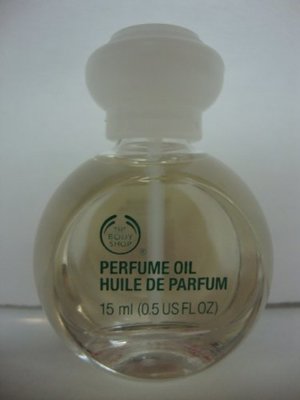 THE
BODY
SHOP
®
PERFUME OIL
HUILE DE PARFUM
15 ml (0.5 US FL OZ)